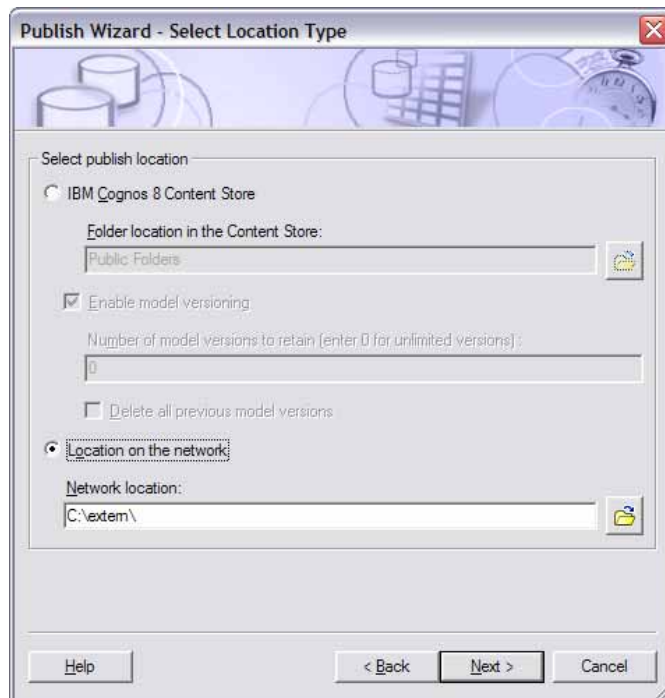 Publish Wizard - Select Location Type
Select publish location
IBM Cognos 8 Content Store
Folder location in the Content Store:
Public Folders
Enable model versioning
Number of model versions to retain (enter 0 for unlimited versions) :
0
Delete all previous model versions
Location on the network
Network location:
C:\extern\
Help
< Back
Next >
Cancel